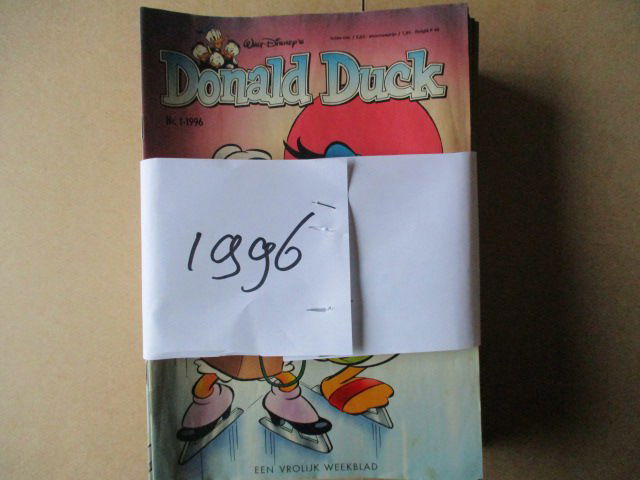 Walt Disney's
Donald Duck
Nr. 1-1996
1996
EEN VROLIJK WEEKBLAD